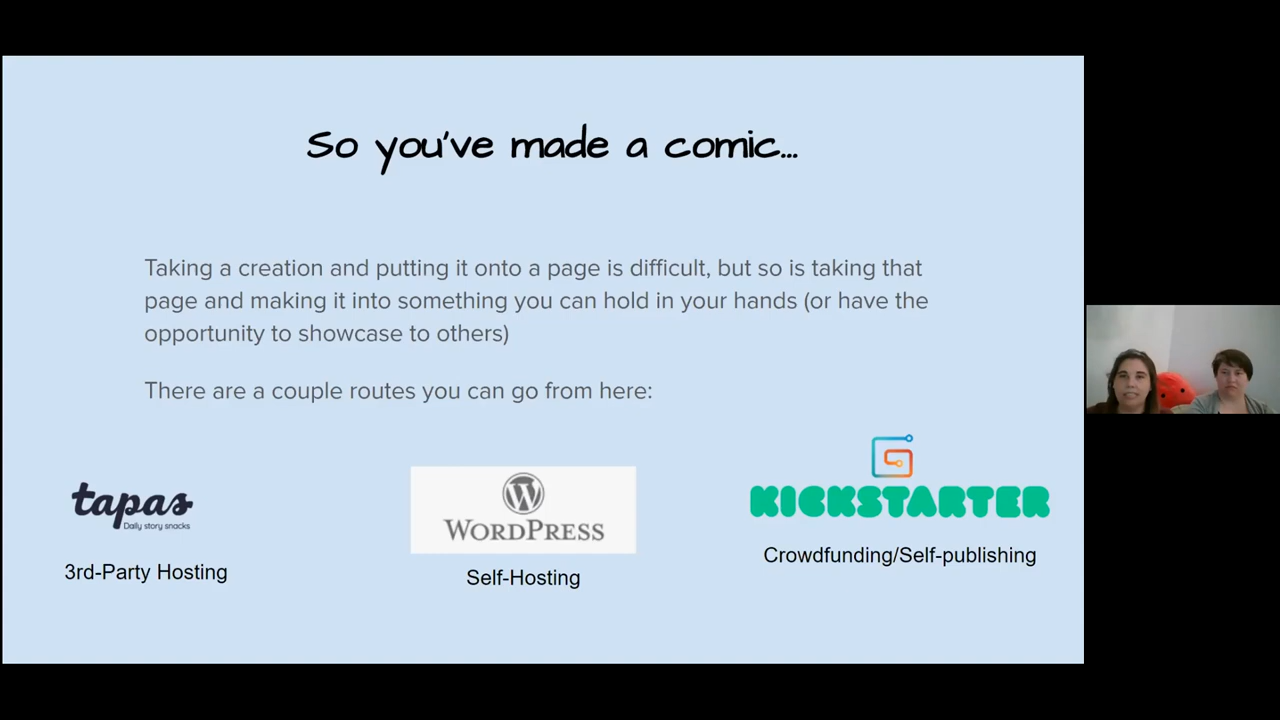 So you've made a comic...
Taking a creation and putting it onto a page is difficult, but so is taking that
page and making it into something you can hold in your hands (or have the
opportunity to showcase to others)
There are a couple routes you can go from here:
tapas
Daily story snacks
3rd-Party Hosting
W
WORDPRESS
Self-Hosting
KICKSTARTER
Crowdfunding/Self-publishing